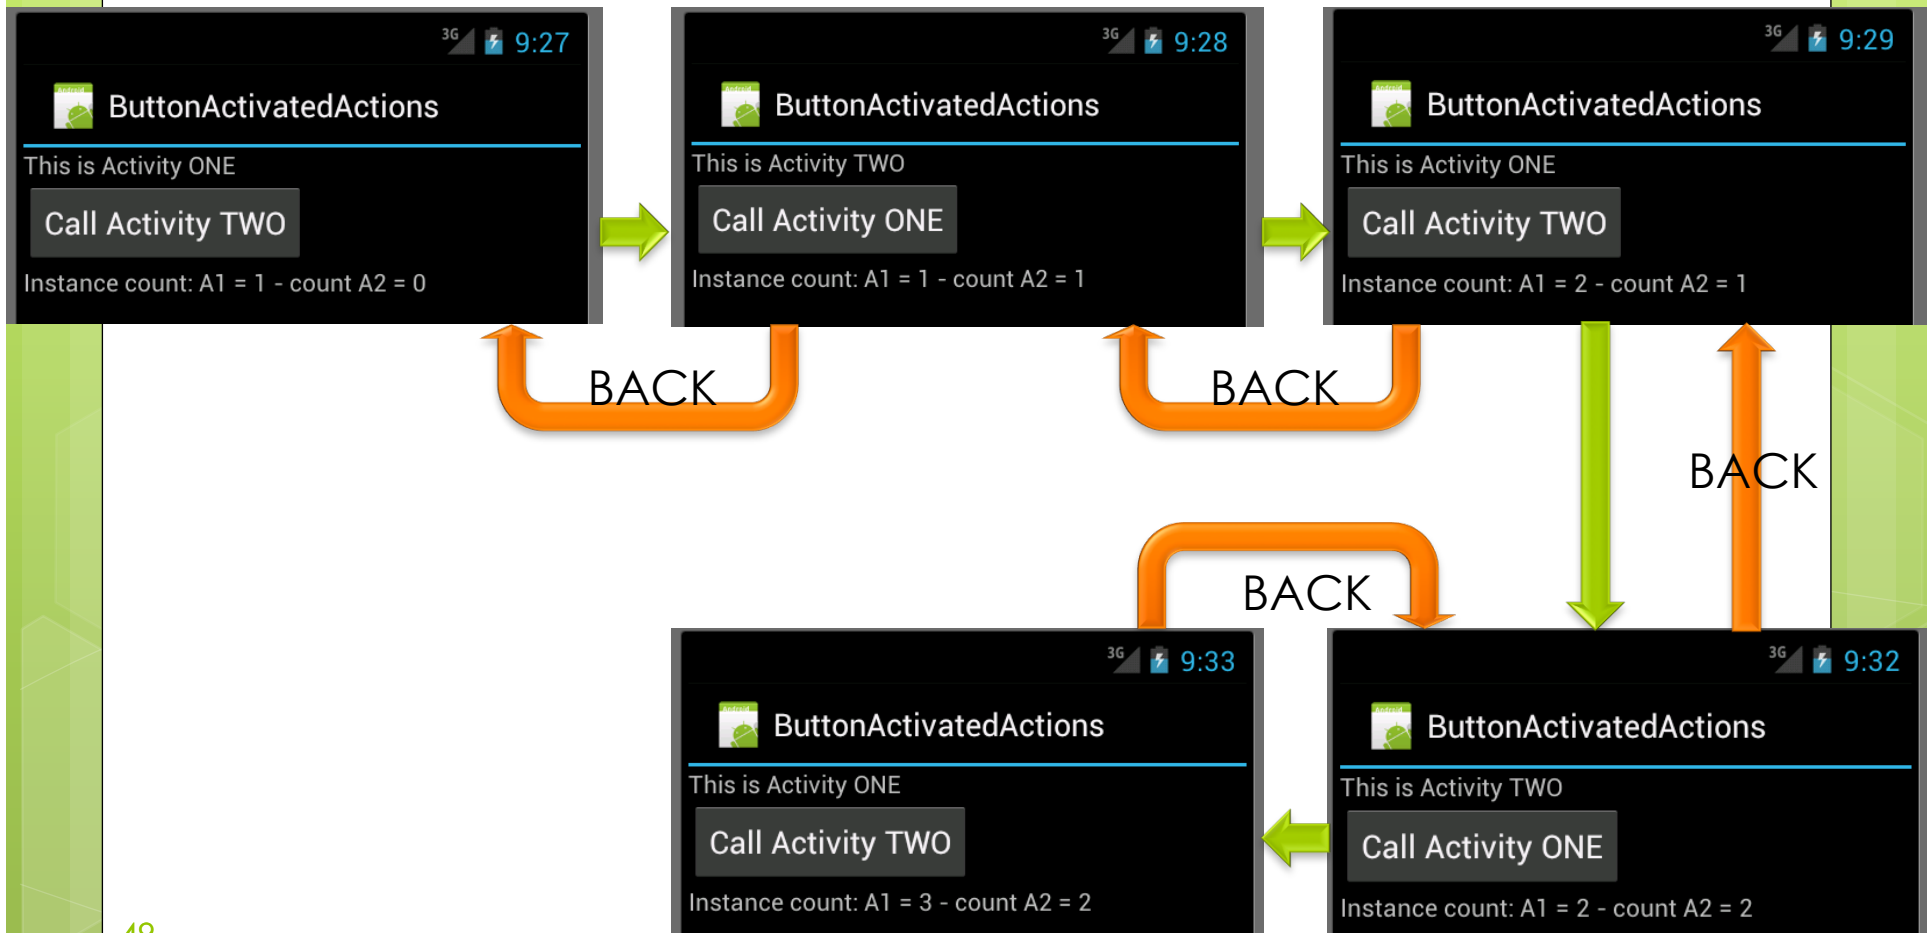 3G 9:27
ButtonActivatedActions
This is Activity ONE
Call Activity TWO
Instance count: A1 = 1 - count A2 = 0
3G 9:28
ButtonActivatedActions
This is Activity TWO
Call Activity ONE
Instance count: A1 = 1 - count A2 = 1
3G 9:29
ButtonActivatedActions
This is Activity ONE
Call Activity TWO
Instance count: A1 = 2 - count A2 = 1
BACK
BACK
BACK
BACK
3G 9:33
ButtonActivatedActions
This is Activity ONE
Call Activity TWO
Instance count: A1 = 3 - count A2 = 2
3G 9:32
ButtonActivatedActions
This is Activity TWO
Call Activity ONE
Instance count: A1 = 2 - count A2 = 2